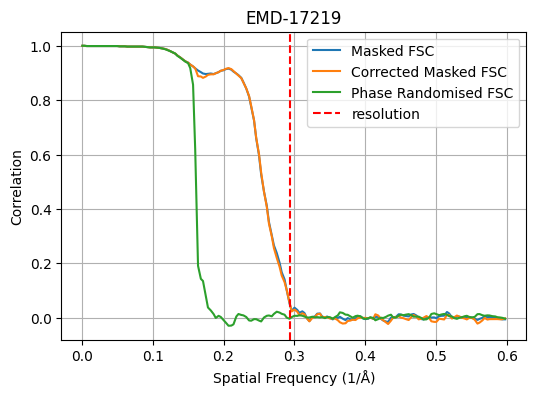 EMD-17219
Correlation
1.0
0.8
0.6
0.4
0.2
0.0
Masked FSC
Corrected Masked FSC
Phase Randomised FSC
resolution
0.0 0.1 0.2 0.3 0.4 0.5 0.6
Spatial Frequency (1/Å)